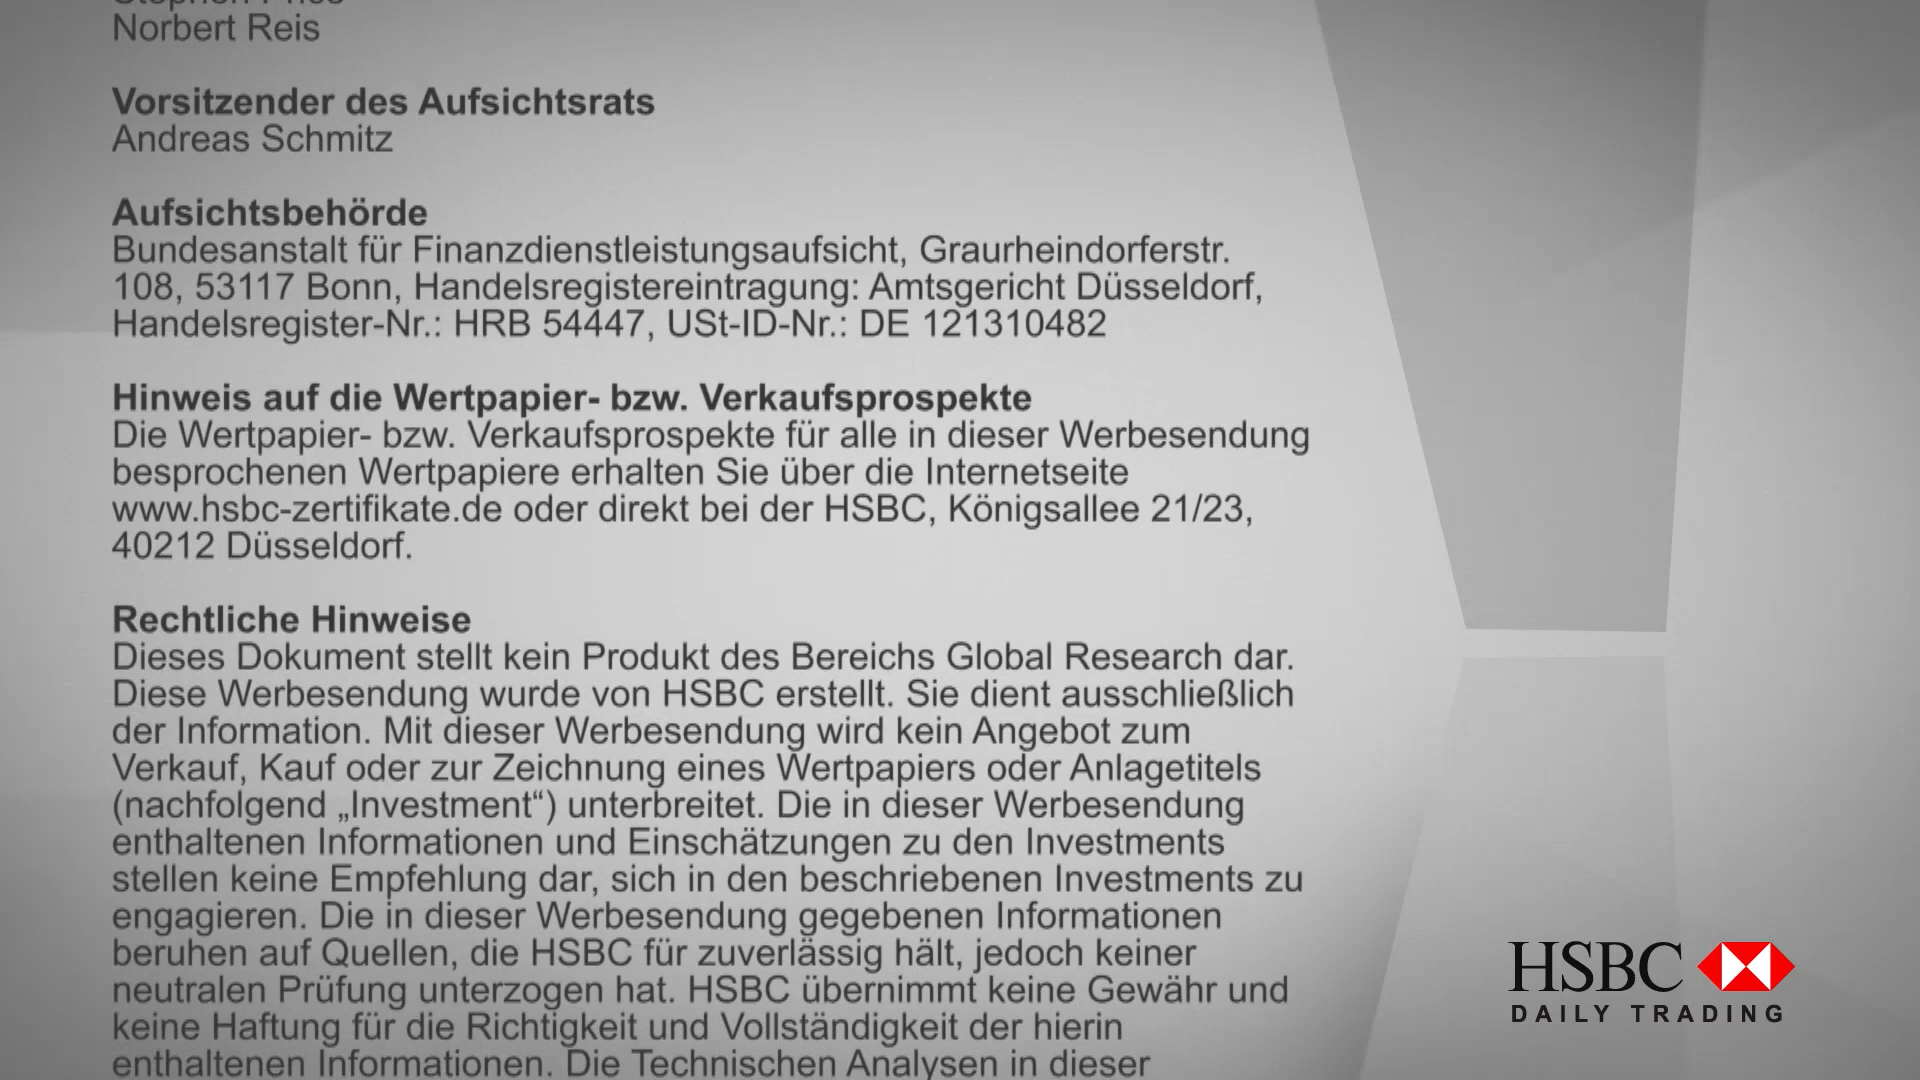 Norbert Reis
Vorsitzender des Aufsichtsrats
Andreas Schmitz
Aufsichtsbehörde
Bundesanstalt für Finanzdienstleistungsaufsicht, Graurheindorferstr.
108, 53117 Bonn, Handelsregistereintragung: Amtsgericht Düsseldorf,
Handelsregister-Nr.: HRB 54447, USt-ID-Nr.: DE 121310482
Hinweis auf die Wertpapier- bzw. Verkaufsprospekte
Die Wertpapier- bzw. Verkaufsprospekte für alle in dieser Werbesendung
besprochenen Wertpapiere erhalten Sie über die Internetseite
www.hsbc-zertifikate.de oder direkt bei der HSBC, Königsallee 21/23,
40212 Düsseldorf.
Rechtliche Hinweise
Dieses Dokument stellt kein Produkt des Bereichs Global Research dar.
Diese Werbesendung wurde von HSBC erstellt. Sie dient ausschließlich
der Information. Mit dieser Werbesendung wird kein Angebot zum
Verkauf, Kauf oder zur Zeichnung eines Wertpapiers oder Anlagetitels
(nachfolgend „Investment“) unterbreitet. Die in dieser Werbesendung
enthaltenen Informationen und Einschätzungen zu den Investments
stellen keine Empfehlung dar, sich in den beschriebenen Investments zu
engagieren. Die in dieser Werbesendung gegebenen Informationen
beruhen auf Quellen, die HSBC für zuverlässig hält, jedoch keiner
neutralen Prüfung unterzogen hat. HSBC übernimmt keine Gewähr und
keine Haftung für die Richtigkeit und Vollständigkeit der hierin
enthaltenen Informationen. Die Technischen Analysen in dieser
HSBC
DAILY TRADING